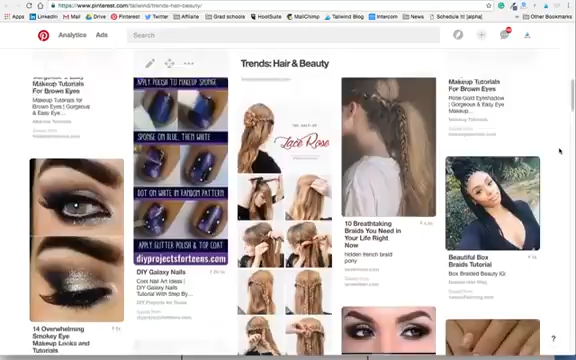 https://www.pinterest.com/tailwind/trends-hair-beauty/
Apps
LinkedIn
Mail
Drive
Pinterest
Twitter
Affiliate
Grad schools
HootSuite
MailChimp
Tailwind Blog
Intercom
News
Schedule III [alpha]
Other Bookmarks
Analytics
Ads
Search
Trends: Hair & Beauty
Makeup Tutorials
For Brown Eyes
Makeup Tutorials for
Brown Eyes | Gorgeous
& Easy Eye...
14 Overwhelming
Smokey Eye
Makeup Looks and
Tutorials
APPLY POLISH TO MAKEUP SPONGE
SPONGE ON BLUE, THEN WHITE
DOT ON WHITE IN RANDOM PATTERN
APPLY GLITTER POLISH & TOP COAT
diyprojectsforteens.com
DIY Galaxy Nails
Cool Nail Art Ideas |
DIY Galaxy Nails
Tutorial With Step By...
DIY Projects for Teens
Lace Rose
10 Breathtaking
Braids You Need in
Your Life Right
Now
hidden french braid
pony
Makeup Tutorials
For Brown Eyes
Rose Gold Eyeshadow
| Gorgeous & Easy Eye
Makeup...
Beautiful Box
Braids Tutorial
Box Braided Beauty IG:
?